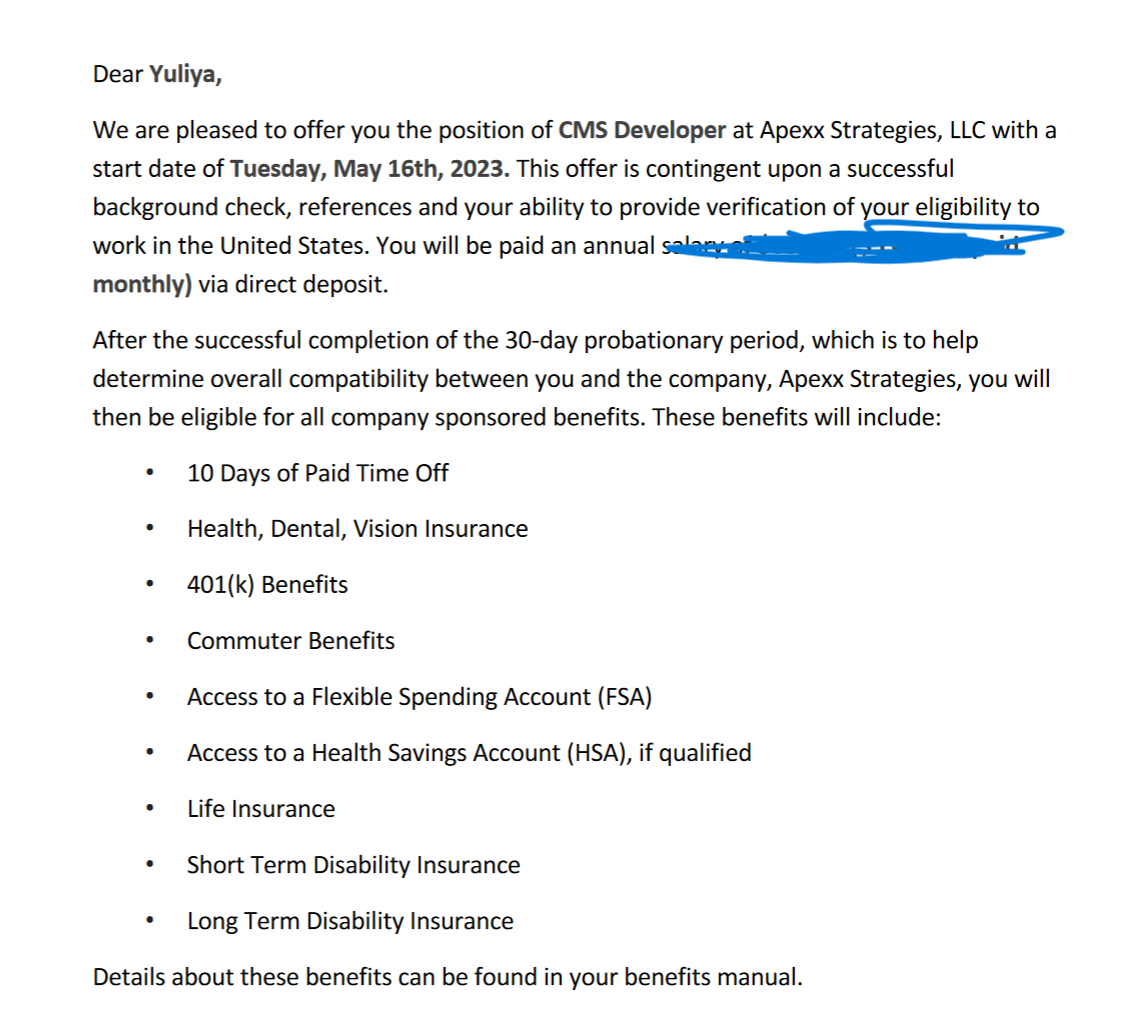 Dear Yuliya,
We are pleased to offer you the position of CMS Developer at Apexx Strategies, LLC with a
start date of Tuesday, May 16th, 2023. This offer is contingent upon a successful
background check, references and your ability to provide verification of your eligibility to
work in the United States. You will be paid an annual salary of
monthly) via direct deposit.
After the successful completion of the 30-day probationary period, which is to help
determine overall compatibility between you and the company, Apexx Strategies, you will
then be eligible for all company sponsored benefits. These benefits will include:
• 10 Days of Paid Time Off
• Health, Dental, Vision Insurance
• 401(k) Benefits
• Commuter Benefits
• Access to a Flexible Spending Account (FSA)
• Access to a Health Savings Account (HSA), if qualified
• Life Insurance
• Short Term Disability Insurance
• Long Term Disability Insurance
Details about these benefits can be found in your benefits manual.